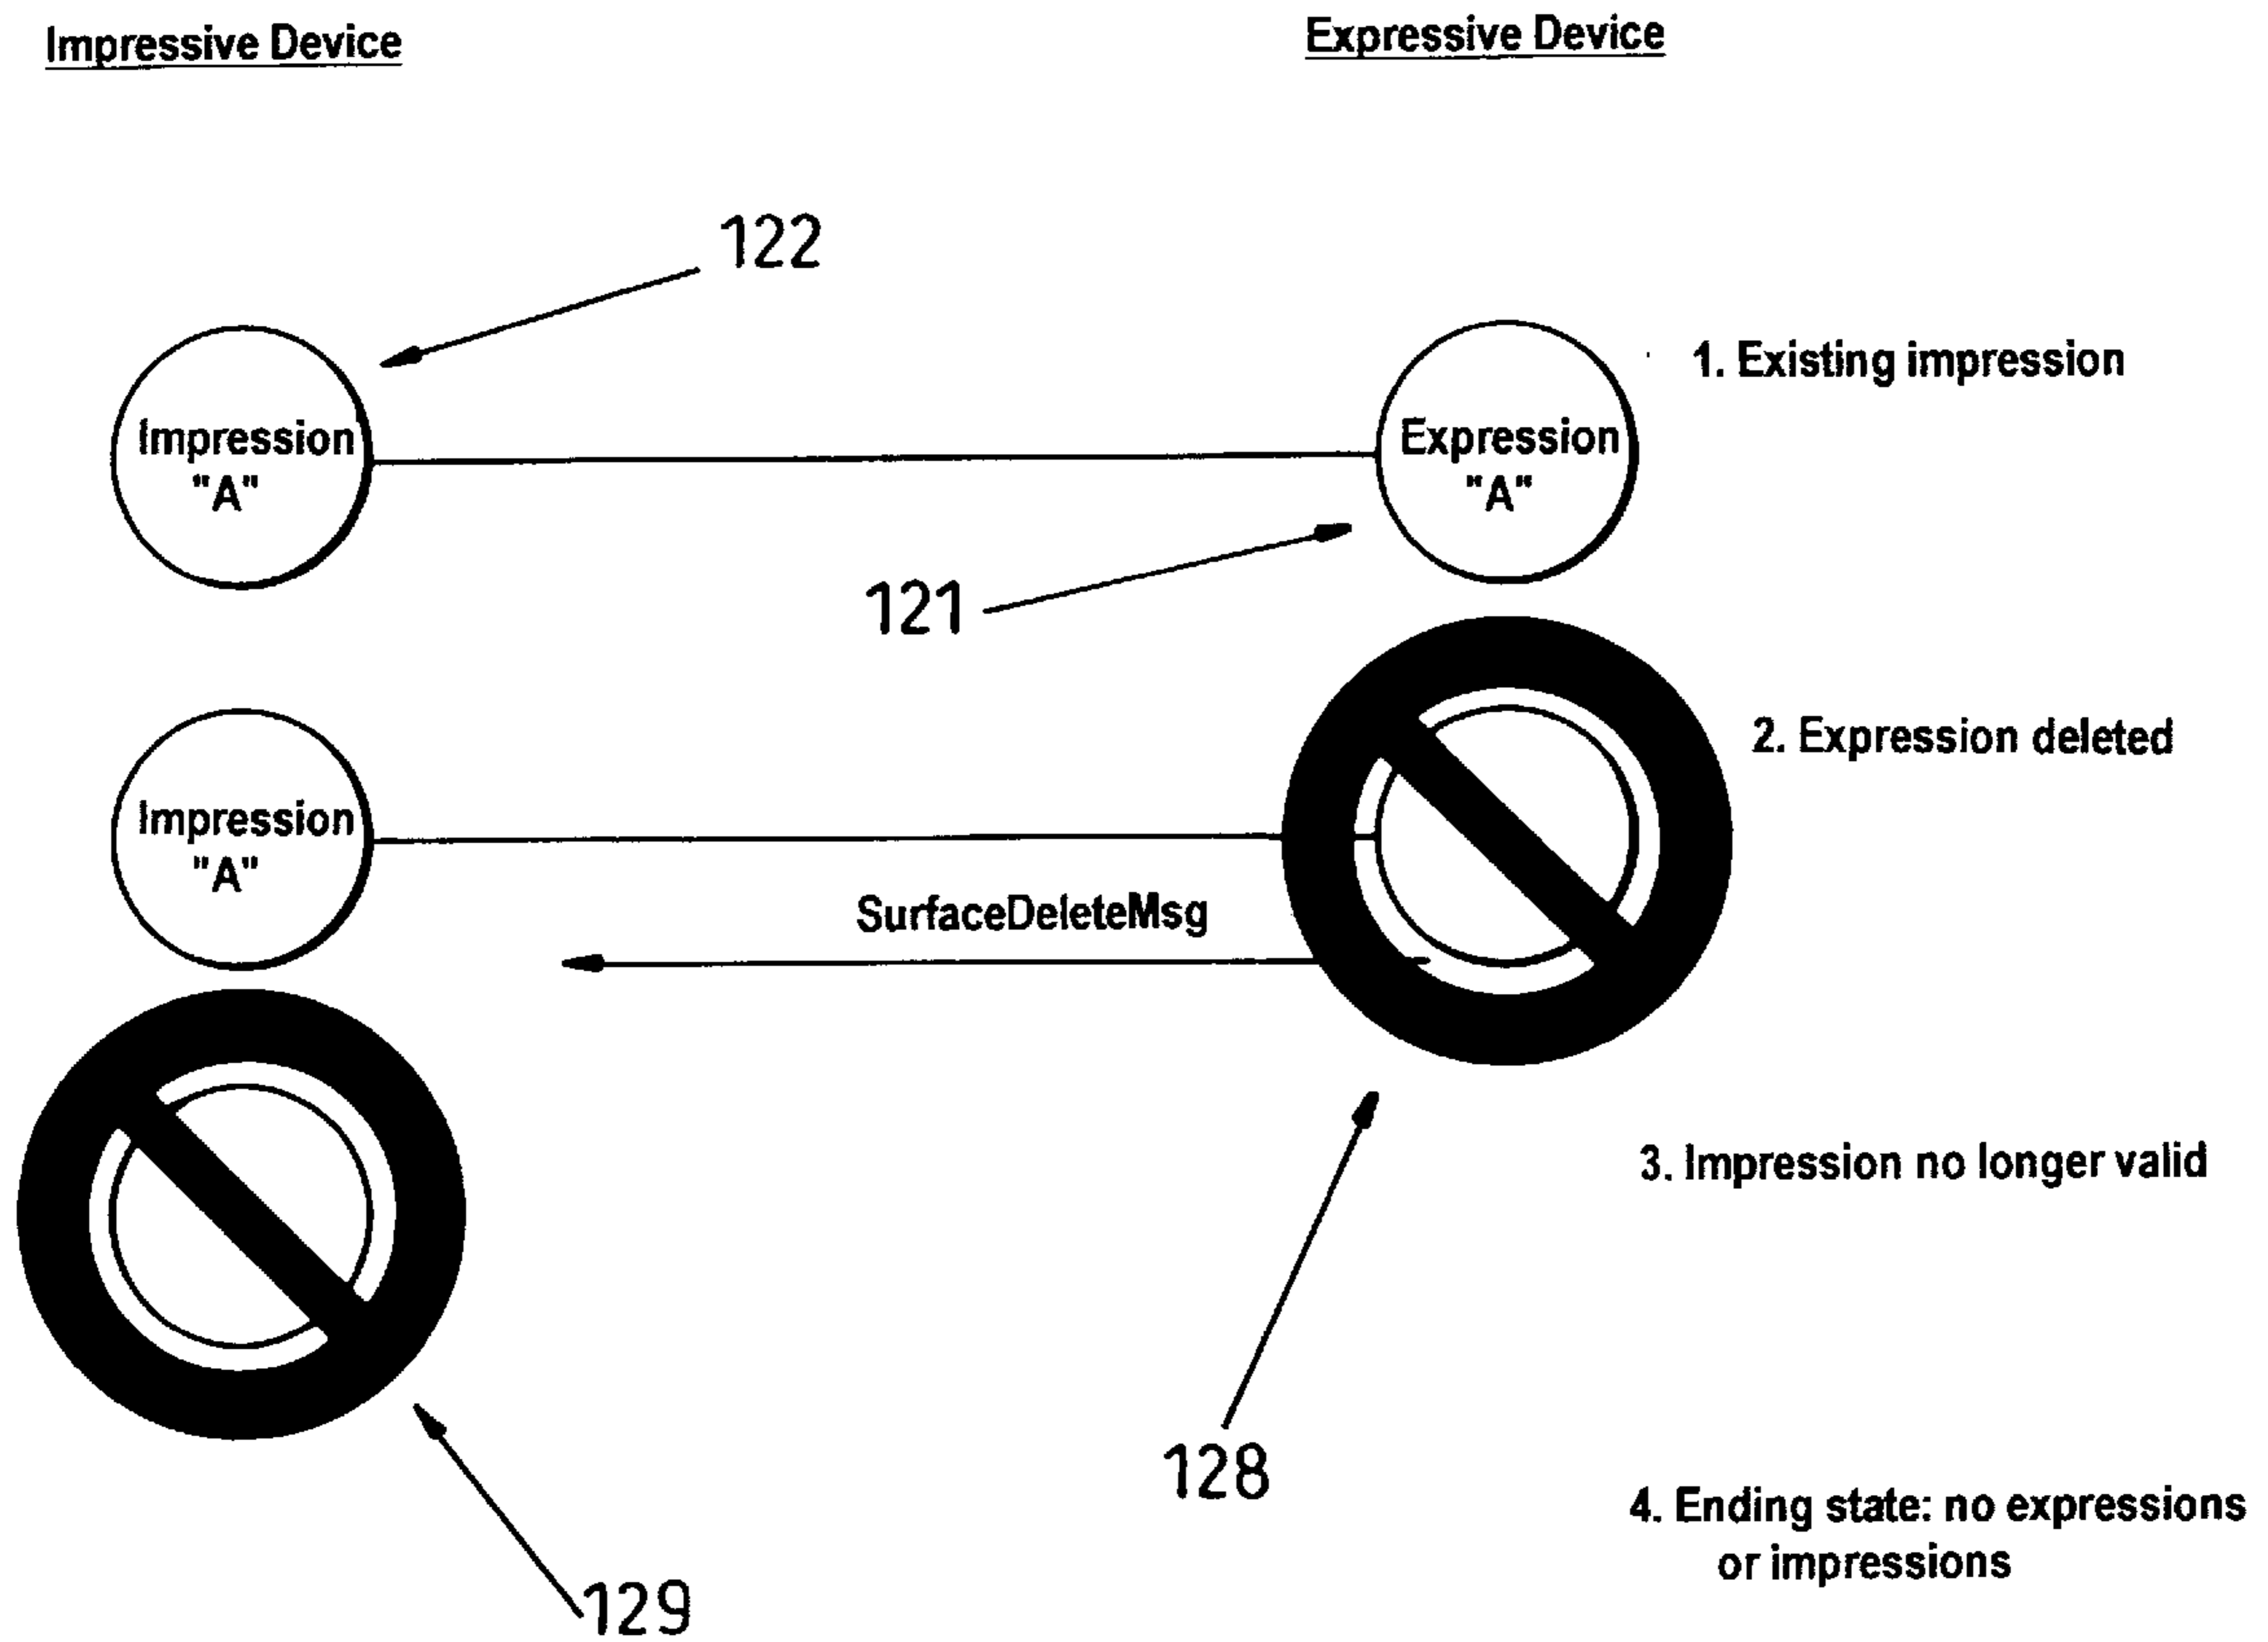 Impressive Device
Expressive Device
122
1. Existing impression
Impression
"A"
Expression
"A"
121
2. Expression deleted
Impression
"A"
SurfaceDeleteMsg
3. Impression no longer valid
128
4. Ending state: no expressions
or impressions
129